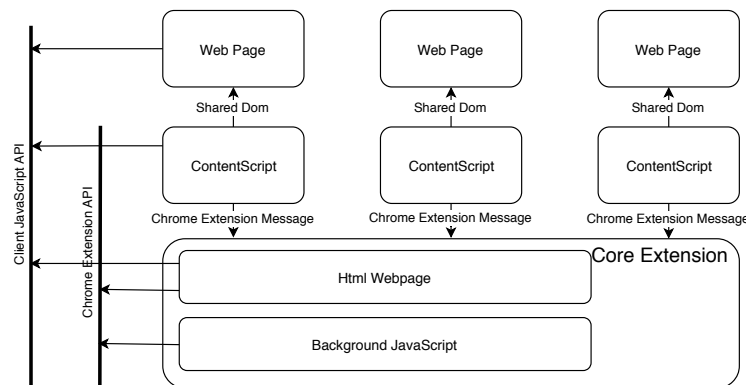 Web Page
Web Page
Web Page
Shared Dom
Shared Dom
Shared Dom
Client JavaScript API
Chrome Extension API
ContentScript
ContentScript
ContentScript
Chrome Extension Message
Chrome Extension Message
Chrome Extension Message
Core Extension
Html Webpage
Background JavaScript